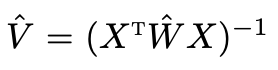 V̂ = (XᵀŴX)⁻¹